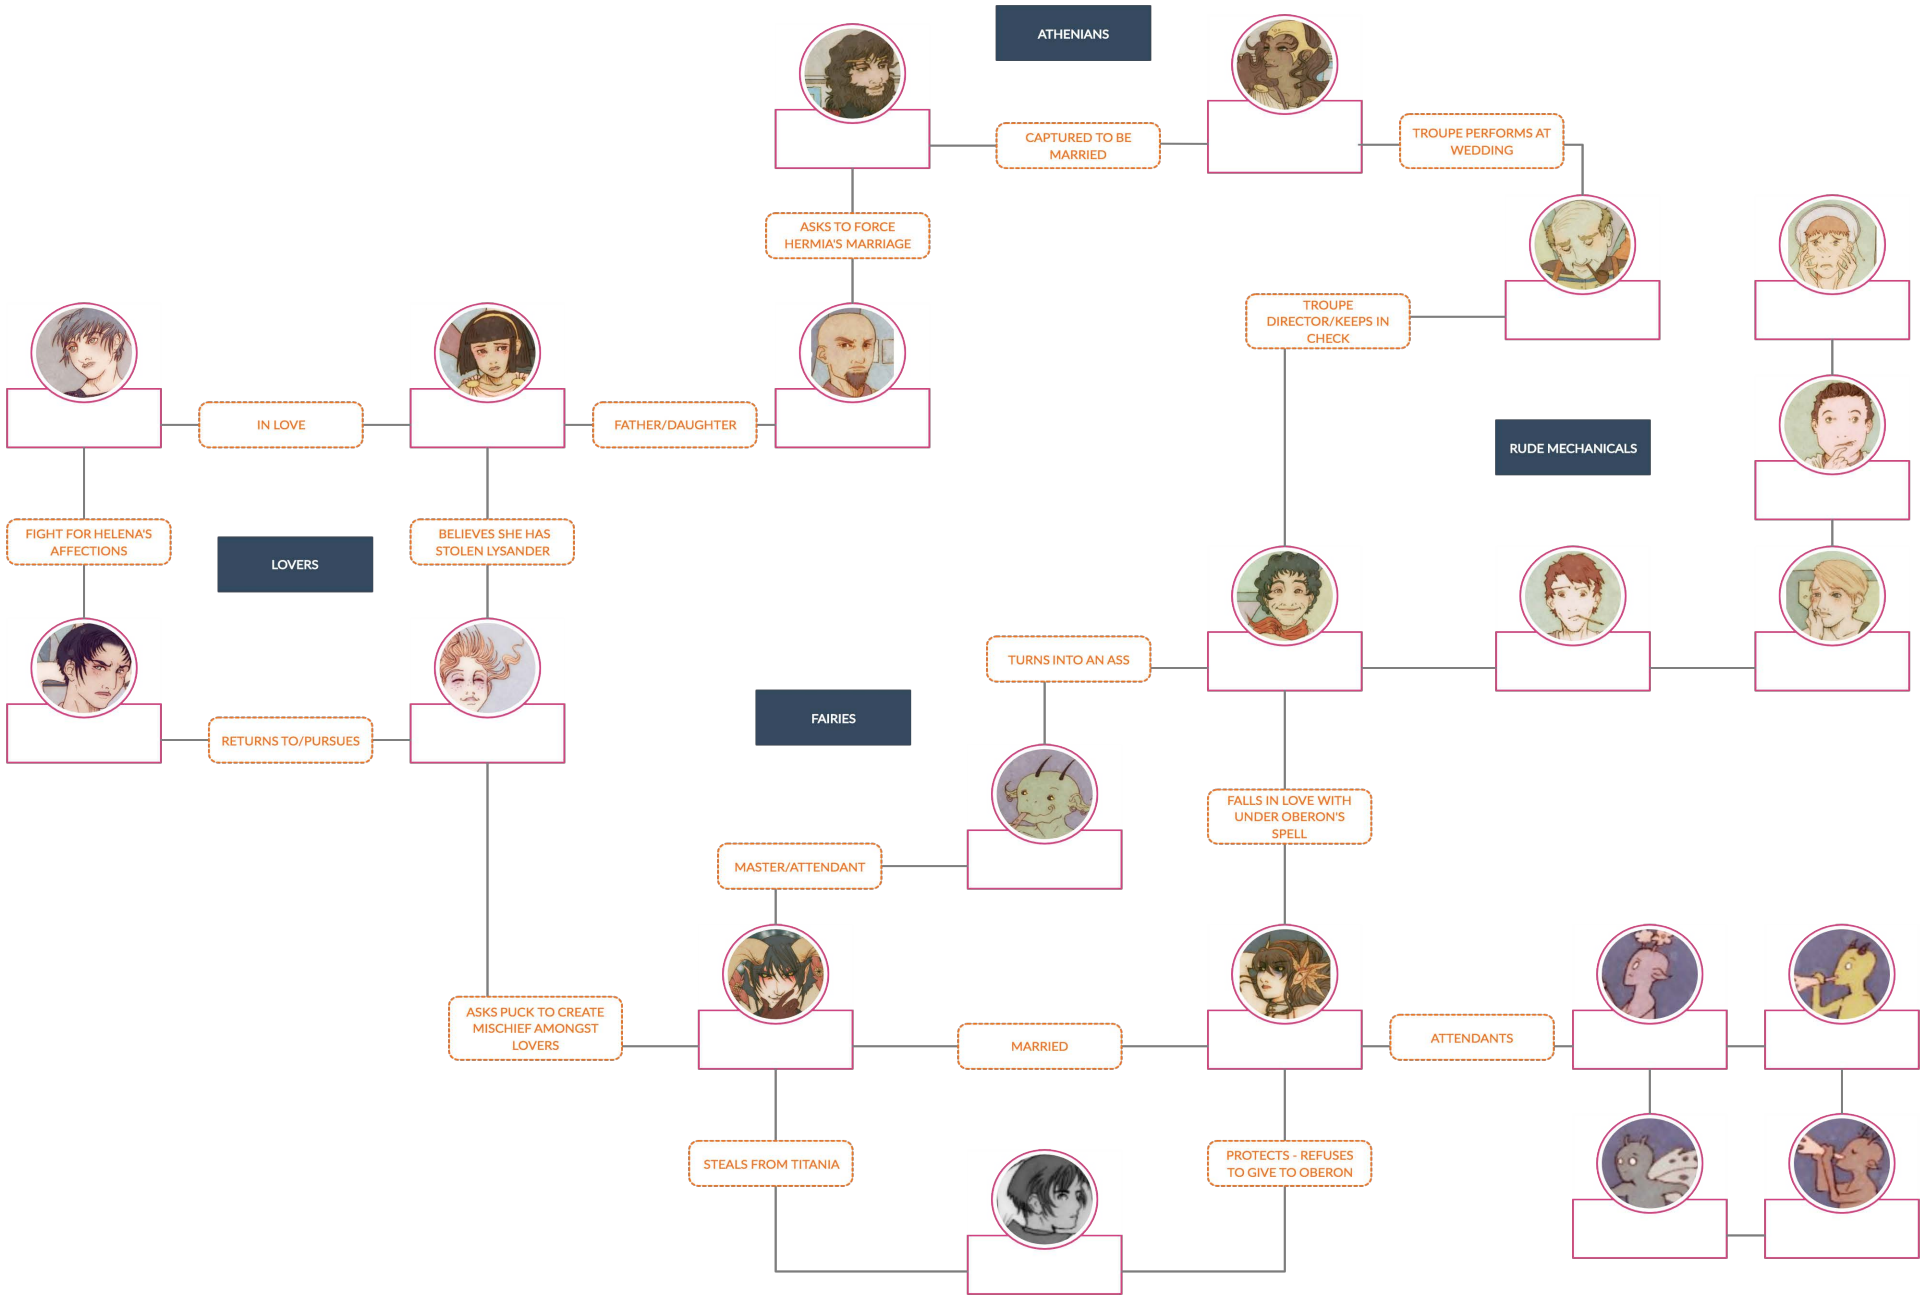 ATHENIANS
CAPTURED TO BE
MARRIED
TROUPE PERFORMS AT
WEDDING
ASKS TO FORCE
HERMIA'S MARRIAGE
TROUPE
DIRECTOR/KEEPS IN
CHECK
IN LOVE
FATHER/DAUGHTER
RUDE MECHANICALS
FIGHT FOR HELENA'S
AFFECTIONS
LOVERS
BELIEVES SHE HAS
STOLEN LYSANDER
TURNS INTO AN ASS
FAIRIES
RETURNS TO/PURSUES
FALLS IN LOVE WITH
UNDER OBERON'S
SPELL
MASTER/ATTENDANT
ASKS PUCK TO CREATE
MISCHIEF AMONGST
LOVERS
MARRIED
ATTENDANTS
STEALS FROM TITANIA
PROTECTS - REFUSES
TO GIVE TO OBERON